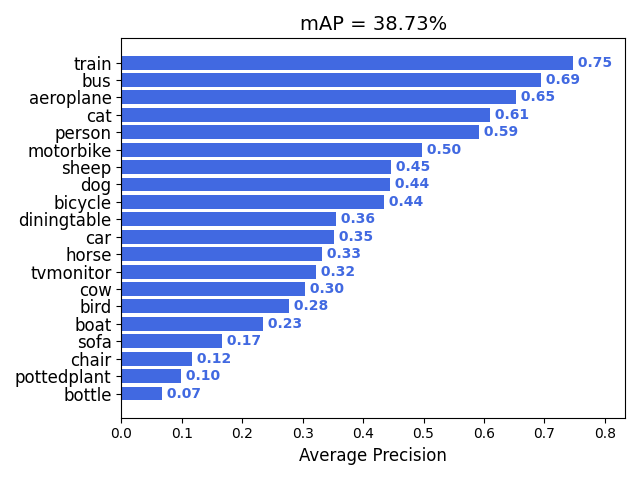 mAP = 38.73%
train 0.75
bus 0.69
aeroplane 0.65
cat 0.61
person 0.59
motorbike 0.50
sheep 0.45
dog 0.44
bicycle 0.44
diningtable 0.36
car 0.35
horse 0.33
tvmonitor 0.32
cow 0.30
bird 0.28
boat 0.23
sofa 0.17
chair 0.12
pottedplant 0.10
bottle 0.07
0.0 0.1 0.2 0.3 0.4 0.5 0.6 0.7 0.8
Average Precision